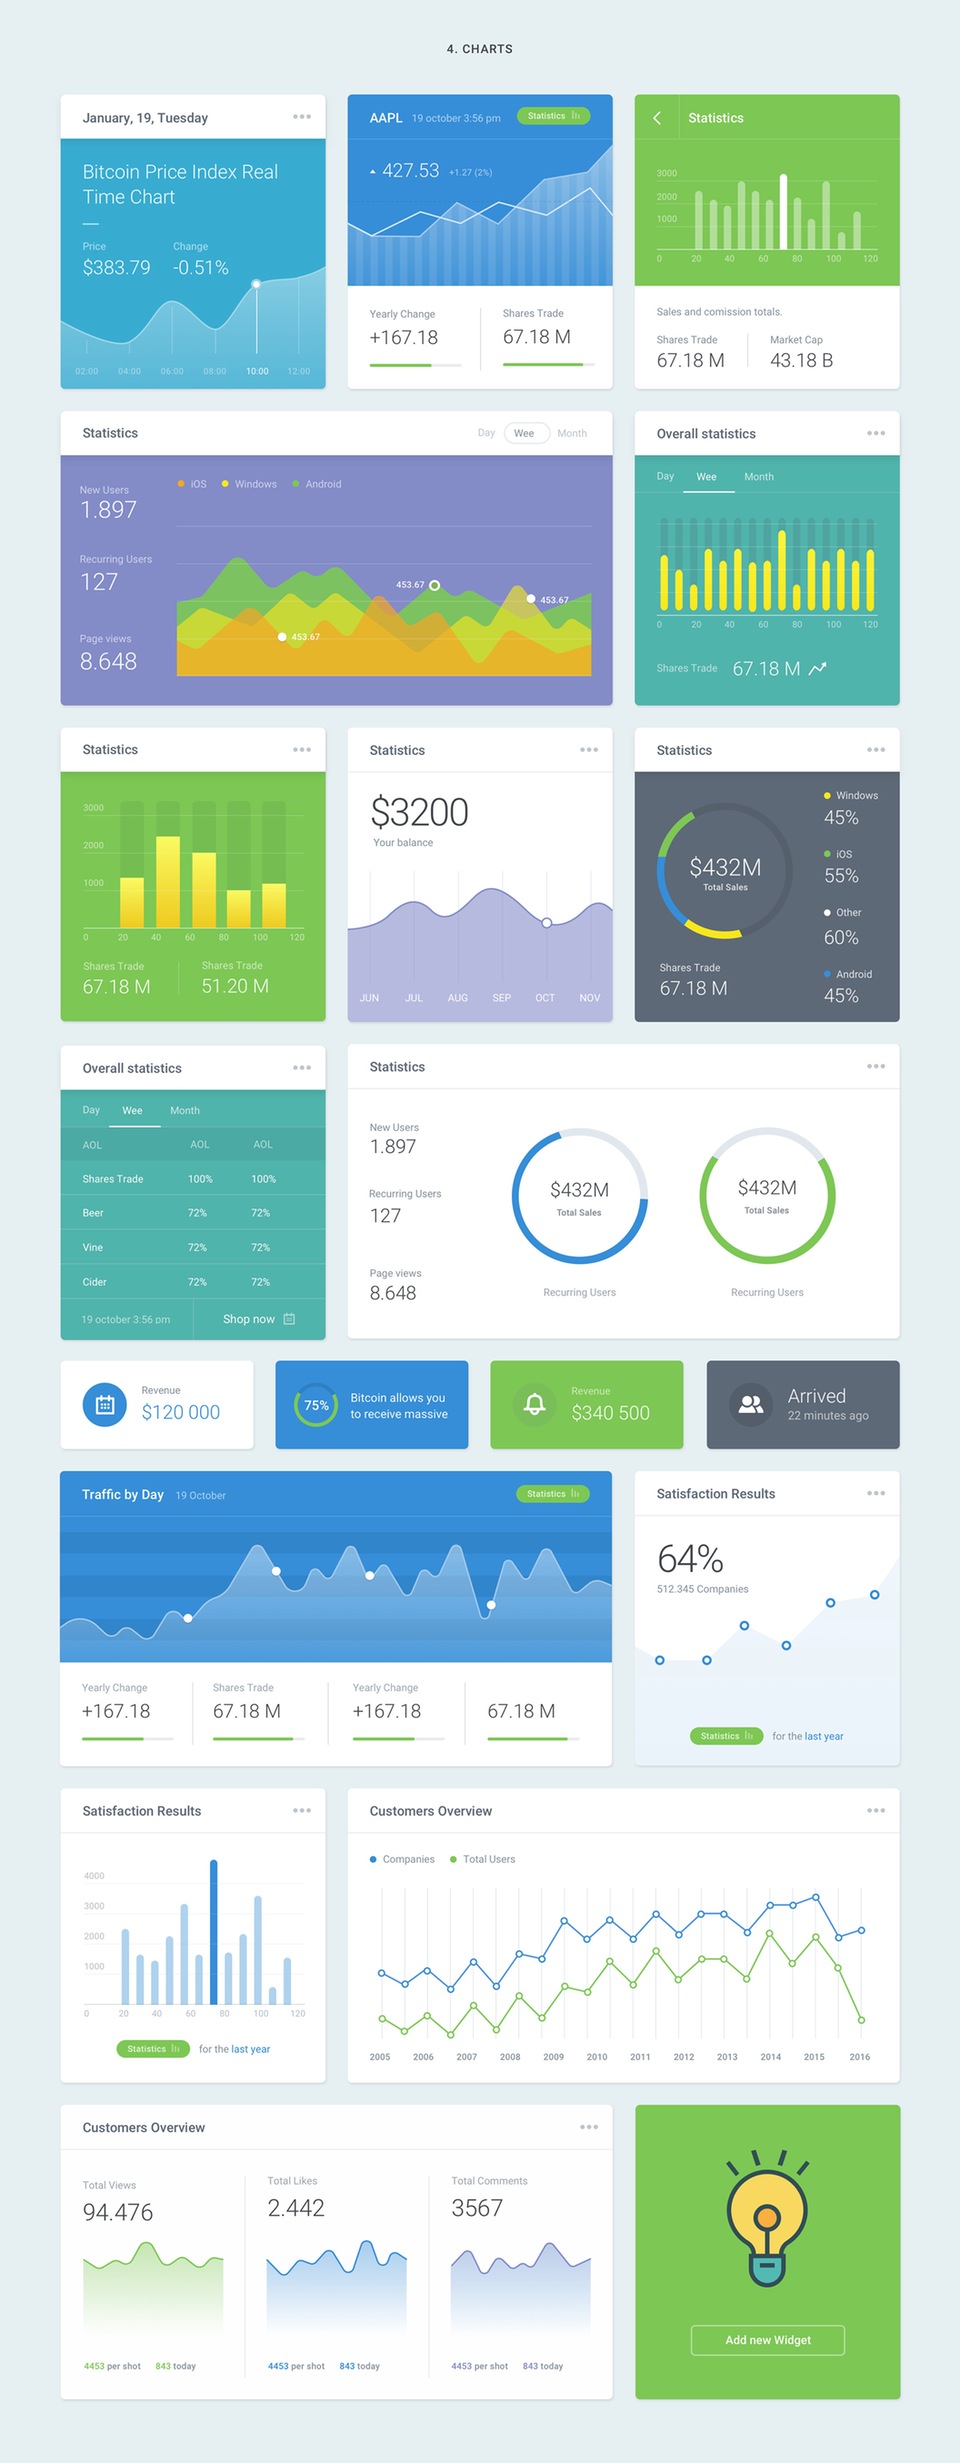 4. CHARTS
January, 19, Tuesday
Bitcoin Price Index Real
Time Chart
Price Change
$383.79 -0.51%
02:00 04:00 06:00 08:00 10:00 12.00
AAPL 19 october 3:56 pm Statistics
427.53 +1.27 (2%)
Yearly Change Shares Trade
+167.18 67.18 M
Statistics
3000
2000
1000
0 20 40 60 80 100 120
Sales and comission totals.
Shares Trade Market Cap
67.18 M 43.18 B
Statistics Day Wee Month
New Users
1.897
Recurring Users
127
Page views
8.648
iOS Windows Android
453.67
453.67
453.67
Overall statistics
Day Wee Month
0 20 40 60 80 100 120
Shares Trade 67.18 M
Statistics
3000
2000
1000
0 20 40 60 80 100 120
Shares Trade Shares Trade
67.18 M 51.20 M
Statistics
$3200
Your balance
JUN JUL AUG SEP OCT NOV
Statistics
$432M
Total Sales
Shares Trade
67.18 M
Windows
45%
iOS
55%
Other
60%
Android
45%
Overall statistics
Day Wee Month
AOL AOL AOL
Shares Trade 100% 100%
Beer 72% 72%
Vine 72% 72%
Cider 72% 72%
19 october 3:56 pm Shop now
Statistics
New Users
1.897
Recurring Users
127
Page views
8.648
$432M
Total Sales
Recurring Users
$432M
Total Sales
Recurring Users
Revenue
$120 000
75%
Bitcoin allows you
to receive massive
Revenue
$340 500
Arrived
22 minutes ago
Traffic by Day 19 October Statistics
Yearly Change Shares Trade Yearly Change
+167.18 67.18 M +167.18 67.18 M
Satisfaction Results
64%
512.345 Companies
Statistics for the last year
Satisfaction Results
4000
3000
2000
1000
0 20 40 60 80 100 120
Statistics for the last year
Customers Overview
Companies Total Users
2005 2006 2007 2008 2009 2010 2011 2012 2013 2014 2015 2016
Customers Overview
Total Views
94.476
4453 per shot 843 today
Total Likes
2.442
4453 per shot 843 today
Total Comments
3567
4453 per shot 843 today
Add new Widget